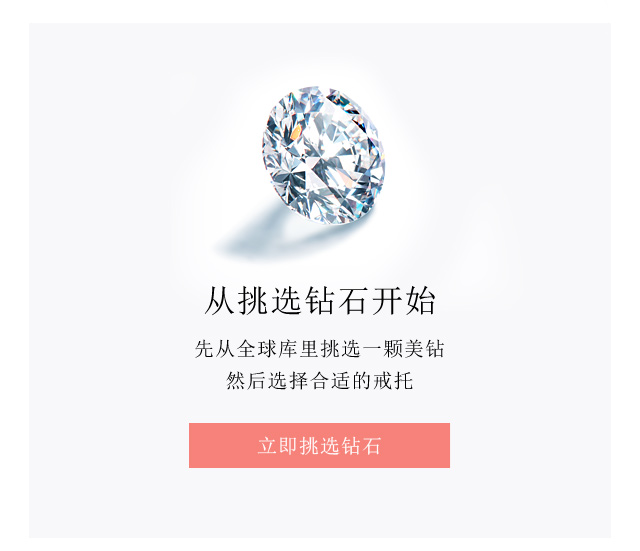 从挑选钻石开始
先从全球库里挑选一颗美钻
然后选择合适的戒托
立即挑选钻石